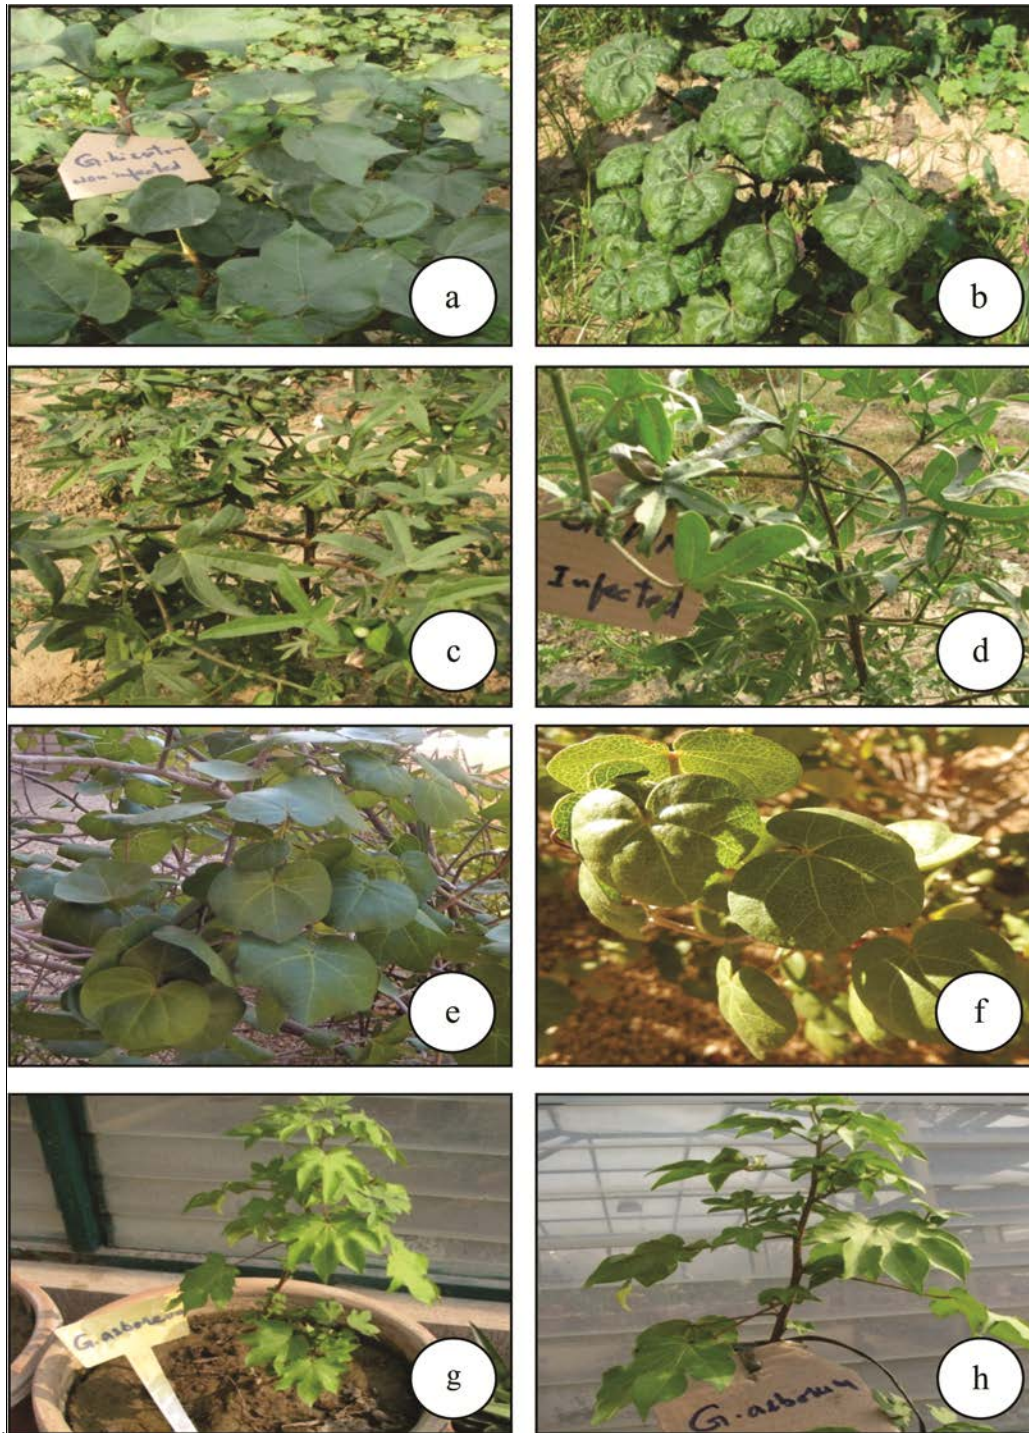 G. hirsutum
non infected
a
b
c
Infected
d
e
f
G. arboreum
g
G. arboreum
h